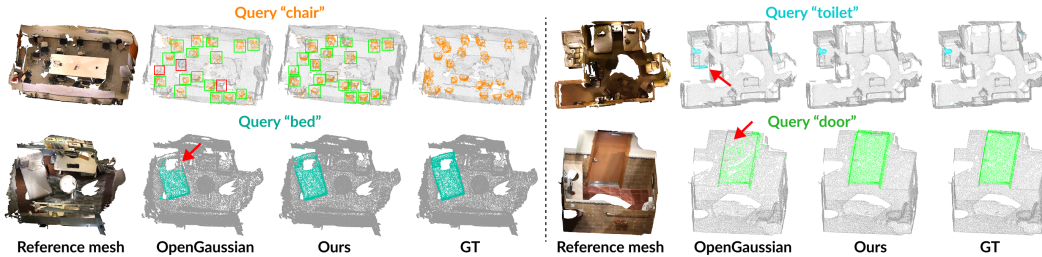 Query “chair”
Query “toilet”
Query “bed”
Query “door”
Reference mesh OpenGaussian Ours GT
Reference mesh OpenGaussian Ours GT